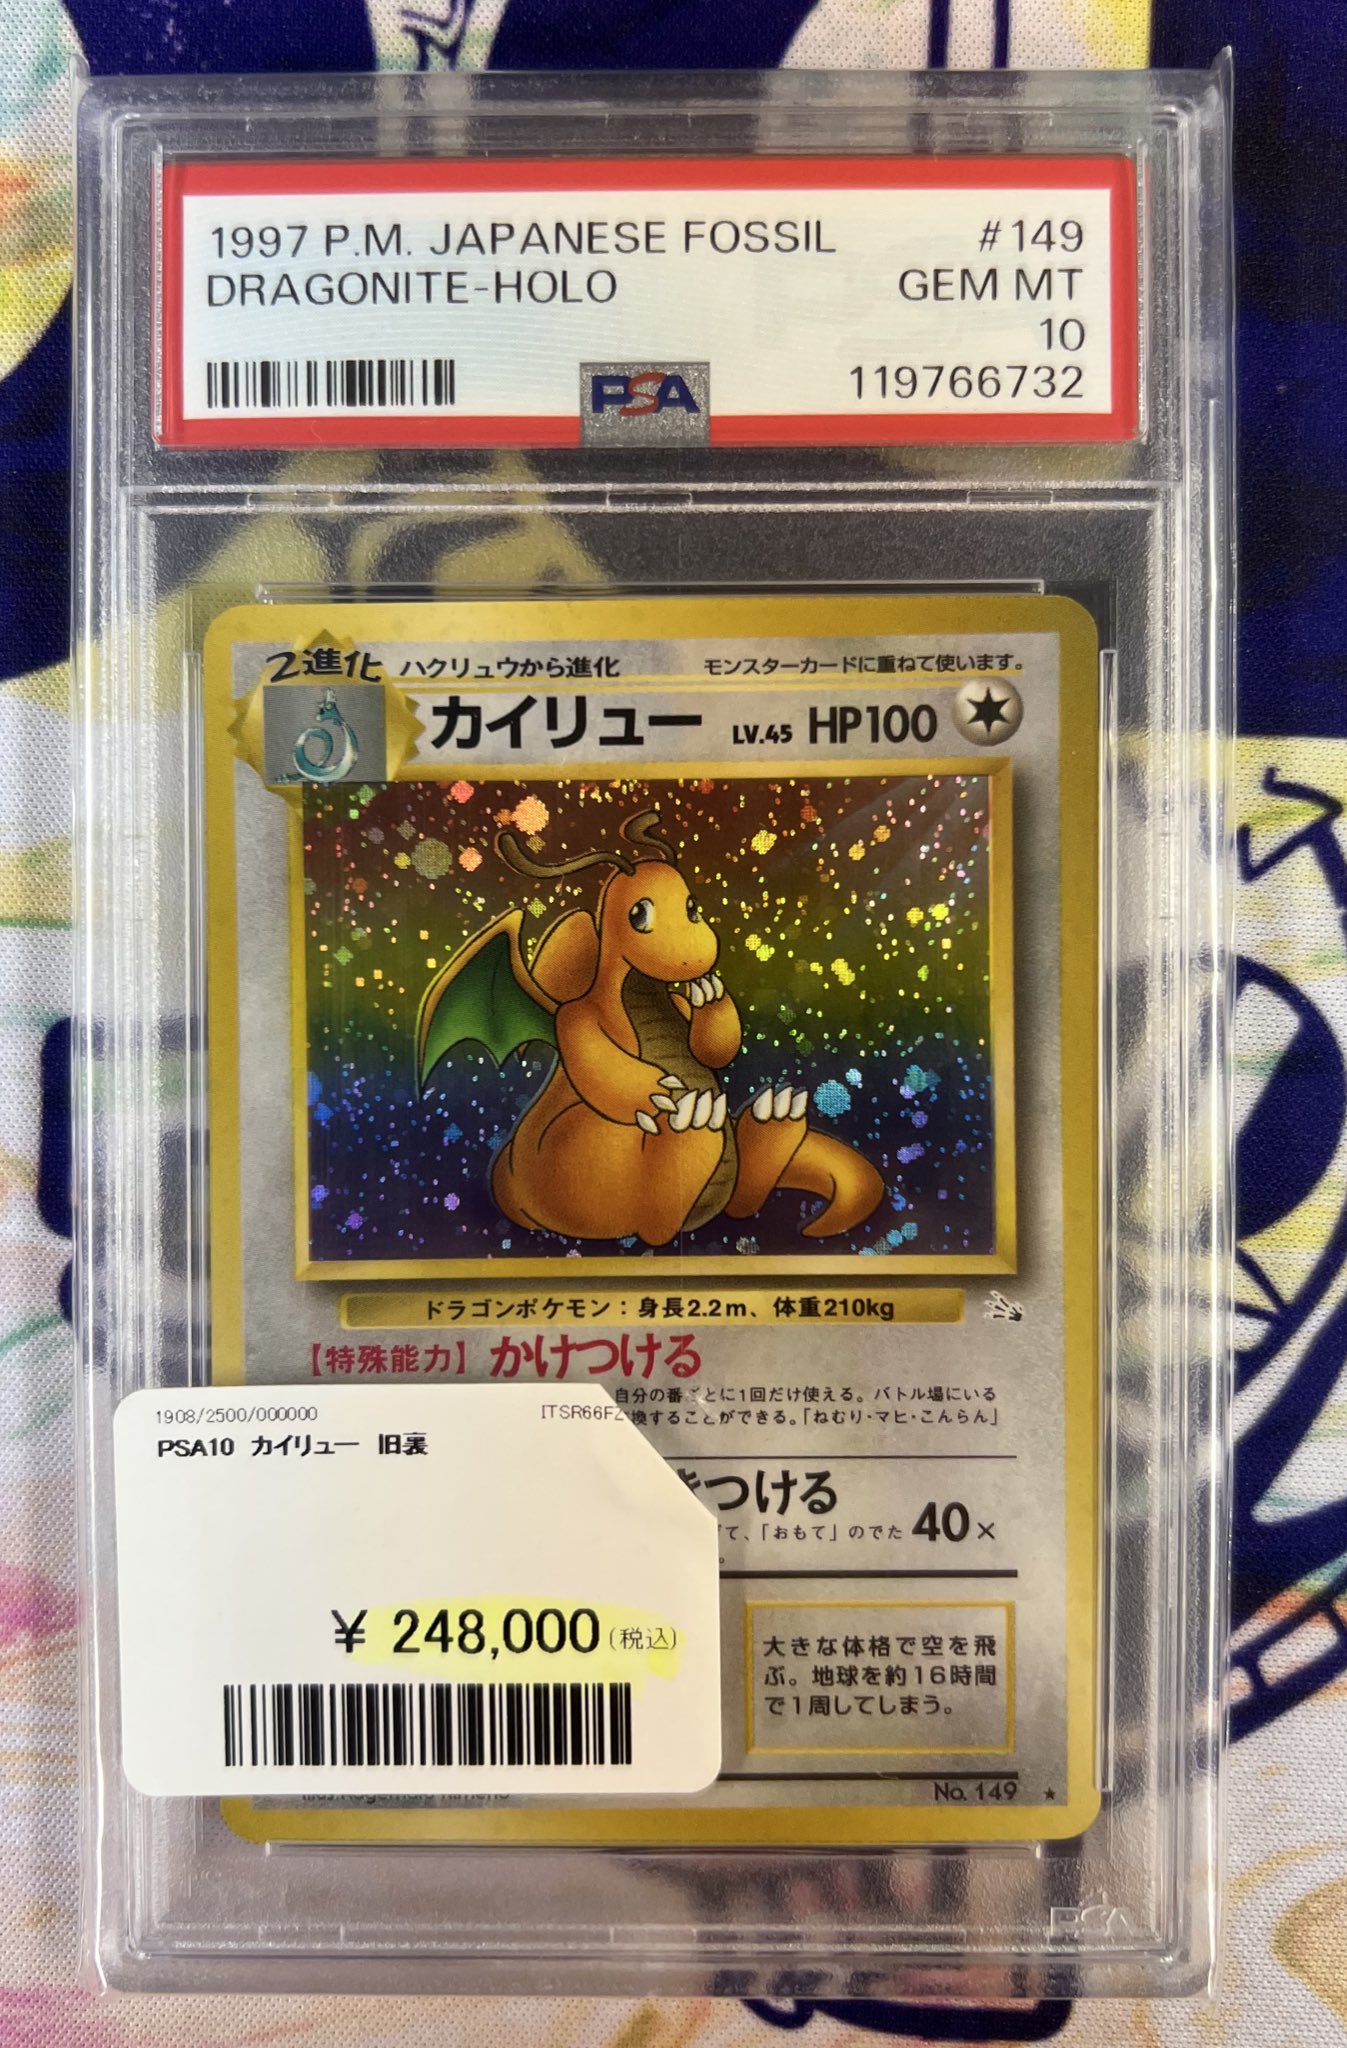 1997 P.M. JAPANESE FOSSIL #149
DRAGONITE-HOLO GEM MT
10
PSA 119766732
2進化 ハクリュウから進化 モンスターカードに重ねて使います。
カイリュー LV.45 HP100
ドラゴンポケモン：身長2.2m、体重210kg
【特殊能力】かけつける
自分の番ごとに1回だけ使える。バトル場にいる
換することができる。「ねむり・マヒ・こんらん」
つける
て、「おもて」のでた 40×
大きな体格で空を飛
ぶ。地球を約16時間
で1周してしまう。
No. 149 ★
1908/2500/000000 ITSR66FZ
PSA10 カイリュー 旧裏
¥ 248,000(税込)
PSA